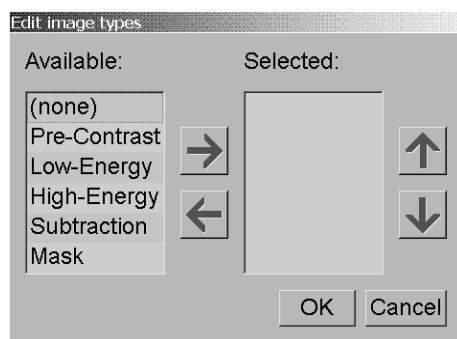 Edit image types
Available: Selected:
(none)
Pre-Contrast
Low-Energy
High-Energy
Subtraction
Mask
OK Cancel